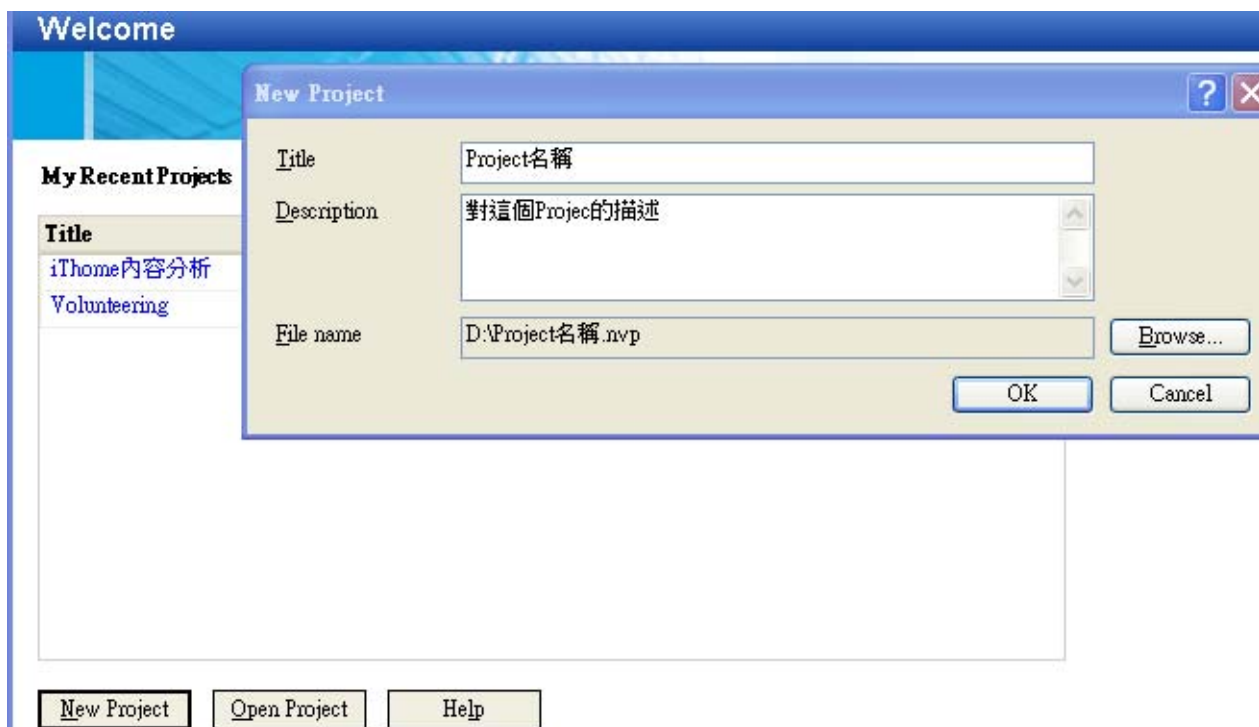 Welcome
New Project
Title
Project名稱
My Recent Projects
Description
對這個Projec的描述
Title
iThome內容分析
Volunteering
File name
D:\Project名稱.nvp
Browse...
OK
Cancel
New Project
Open Project
Help